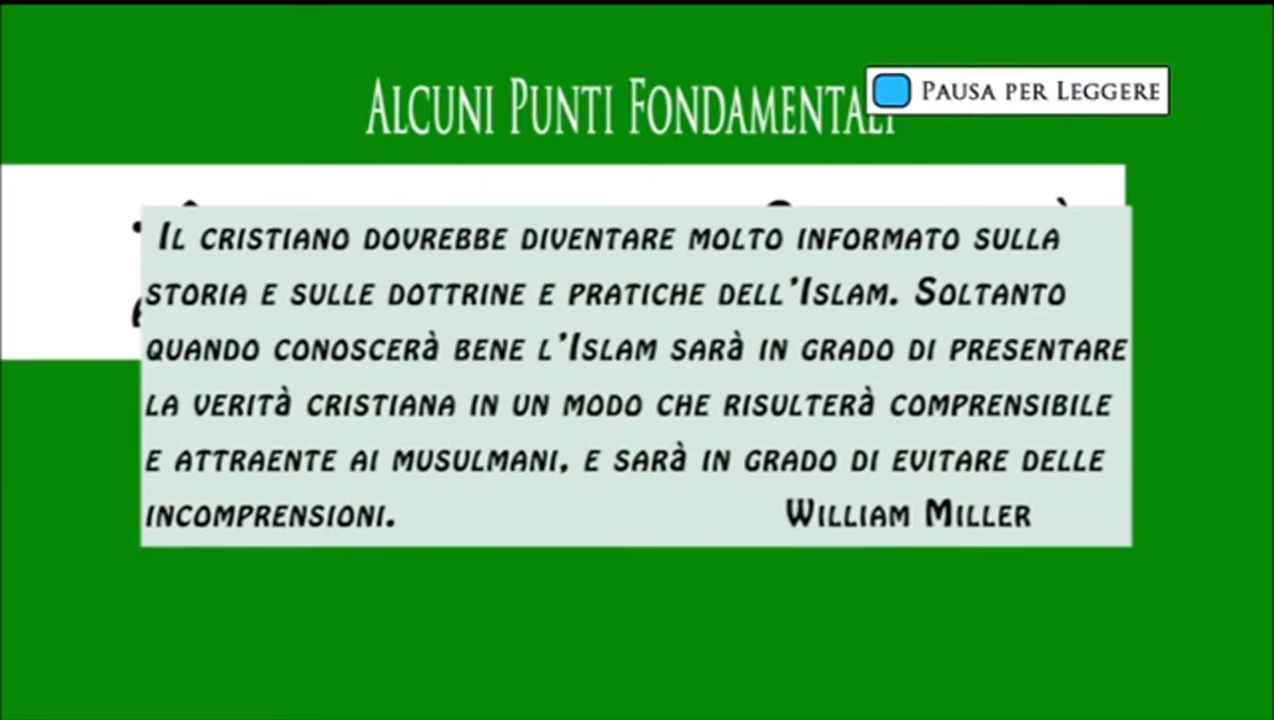 Alcuni Punti Fondamentali
Pausa per Leggere
Il cristiano dovrebbe diventare molto informato sulla
storia e sulle dottrine e pratiche dell'Islam. Soltanto
quando conoscerà bene l'Islam sarà in grado di presentare
la verità cristiana in un modo che risulterà comprensibile
e attraente ai musulmani, e sarà in grado di evitare delle
incomprensioni. William Miller